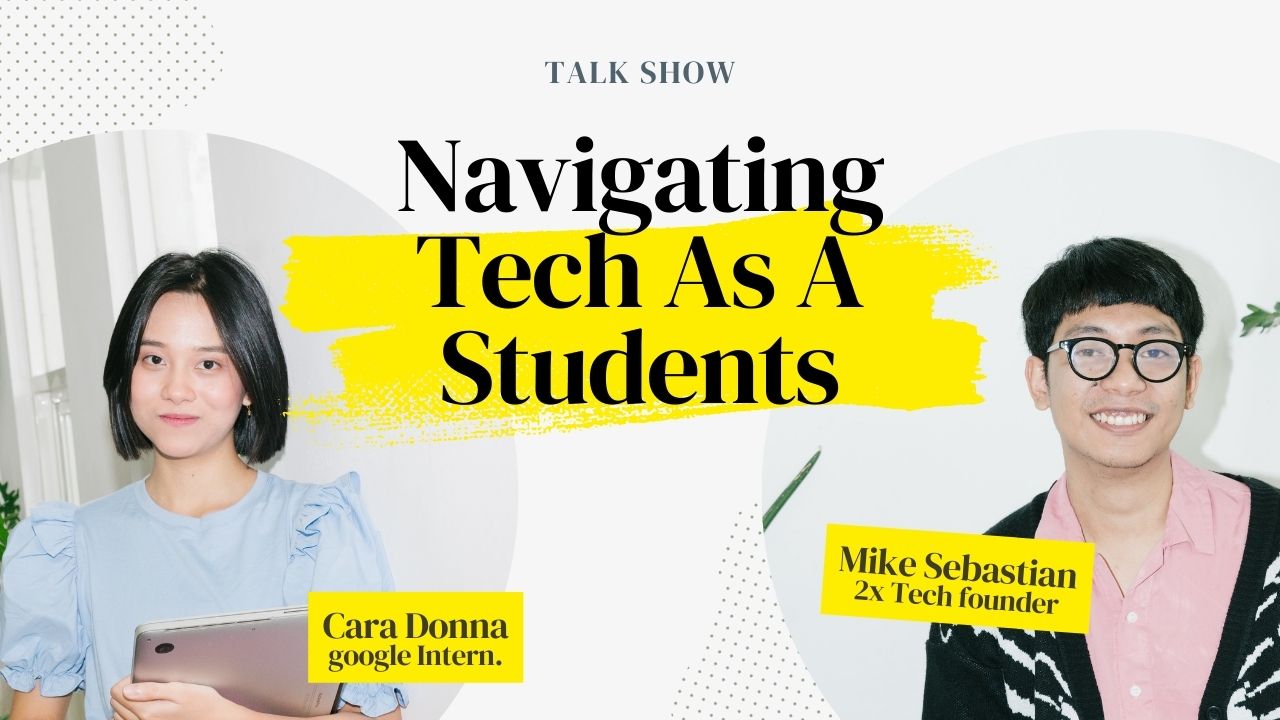 TALK SHOW
Navigating
Tech As A
Students
Mike Sebastian
2x Tech founder
Cara Donna
google Intern.